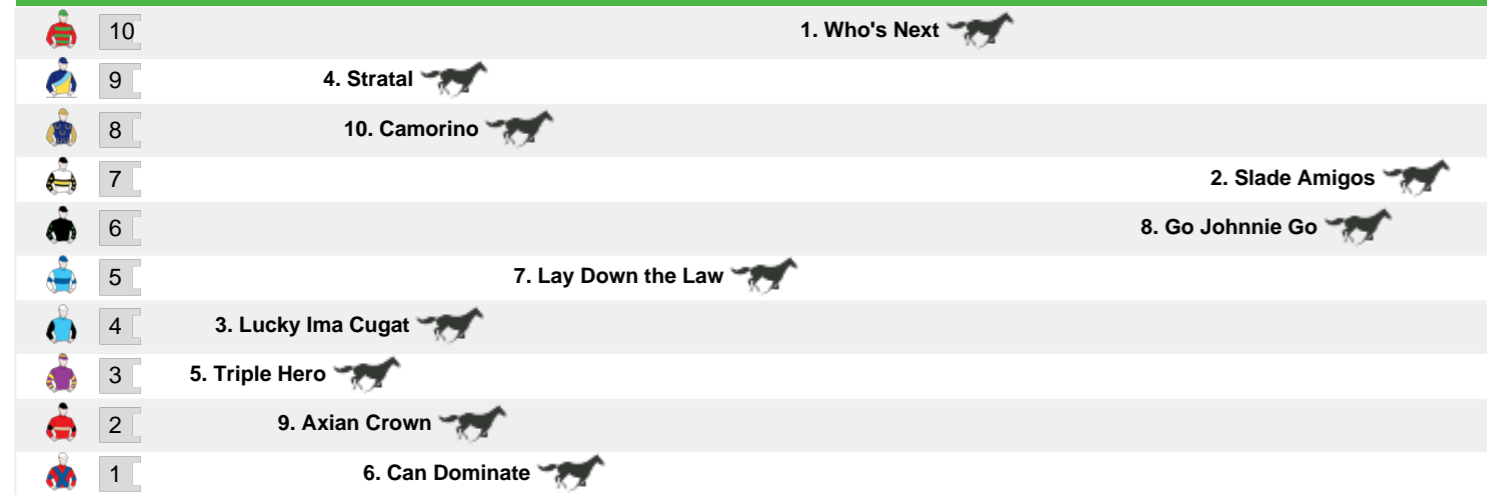 10 1. Who's Next
9 4. Stratal
8 10. Camorino
7 2. Slade Amigos
6 8. Go Johnnie Go
5 7. Lay Down the Law
4 3. Lucky Ima Cugat
3 5. Triple Hero
2 9. Axian Crown
1 6. Can Dominate